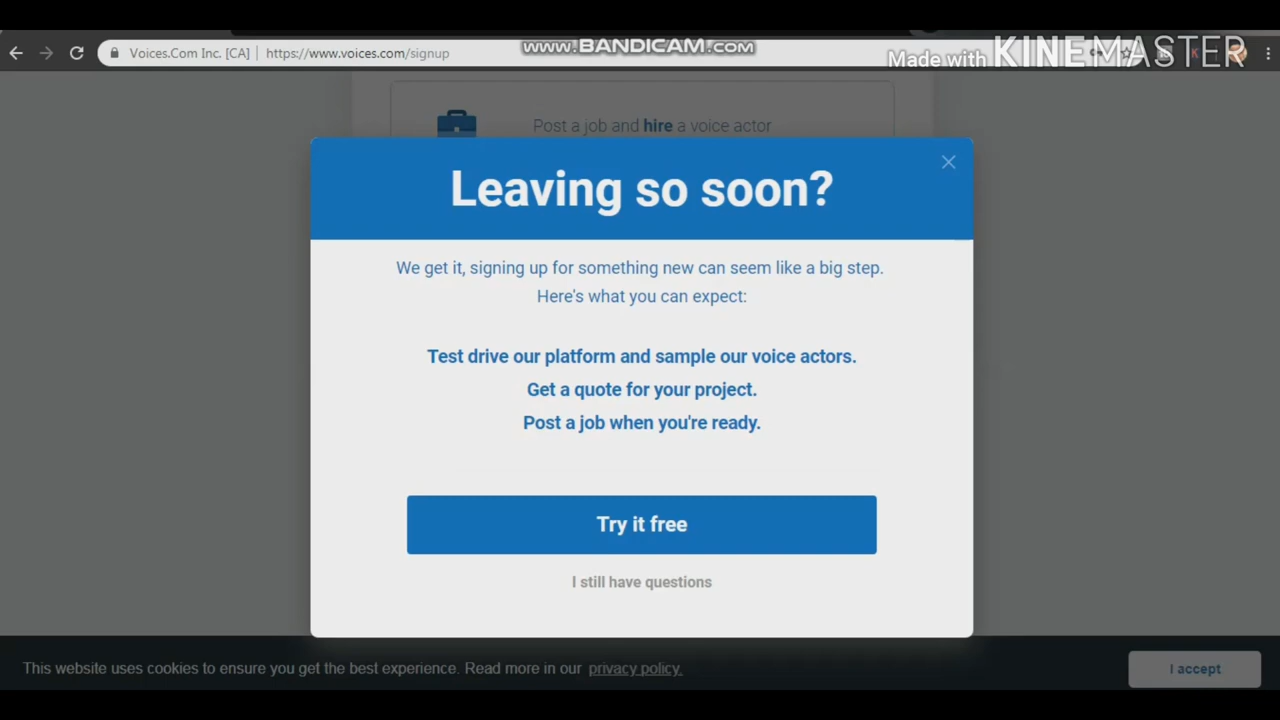 Voices.Com Inc. [CA] | https://www.voices.com/signup
www.BANDICAM.com
Made with KINEMASTER
Post a job and hire a voice actor
Leaving so soon?
We get it, signing up for something new can seem like a big step.
Here's what you can expect:
Test drive our platform and sample our voice actors.
Get a quote for your project.
Post a job when you're ready.
Try it free
I still have questions
This website uses cookies to ensure you get the best experience. Read more in our privacy policy.
I accept